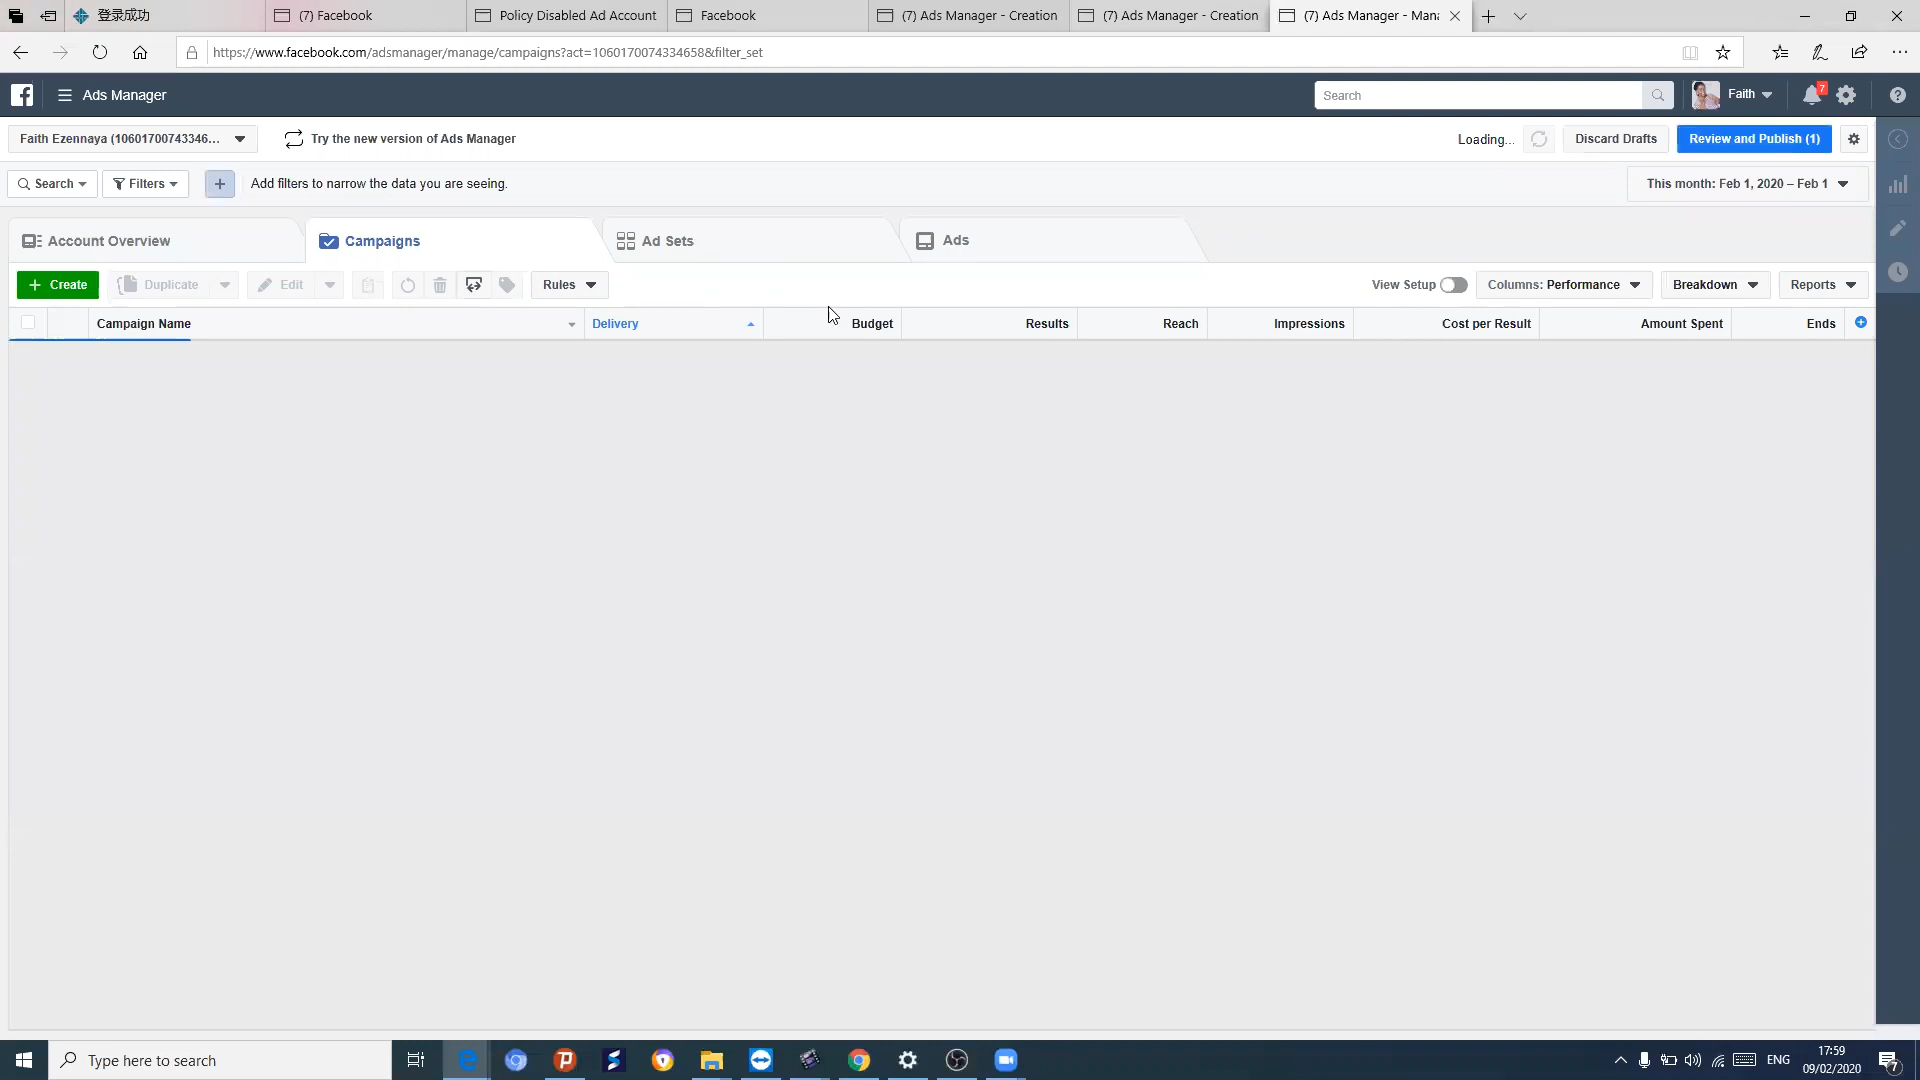 登录成功
(7) Facebook
Policy Disabled Ad Account
Facebook
(7) Ads Manager - Creation
(7) Ads Manager - Creation
(7) Ads Manager - Mana
https://www.facebook.com/adsmanager/manage/campaigns?act=1060170074334658&filter_set
Ads Manager
Search
Faith
7
Faith Ezennaya (10601700743346...
Try the new version of Ads Manager
Loading...
Discard Drafts
Review and Publish (1)
Search
Filters
Add filters to narrow the data you are seeing.
This month: Feb 1, 2020 – Feb 1
Account Overview
Campaigns
Ad Sets
Ads
+ Create
Duplicate
Edit
Rules
View Setup
Columns: Performance
Breakdown
Reports
Campaign Name
Delivery
Budget
Results
Reach
Impressions
Cost per Result
Amount Spent
Ends
Type here to search
ENG
17:59
09/02/2020
7